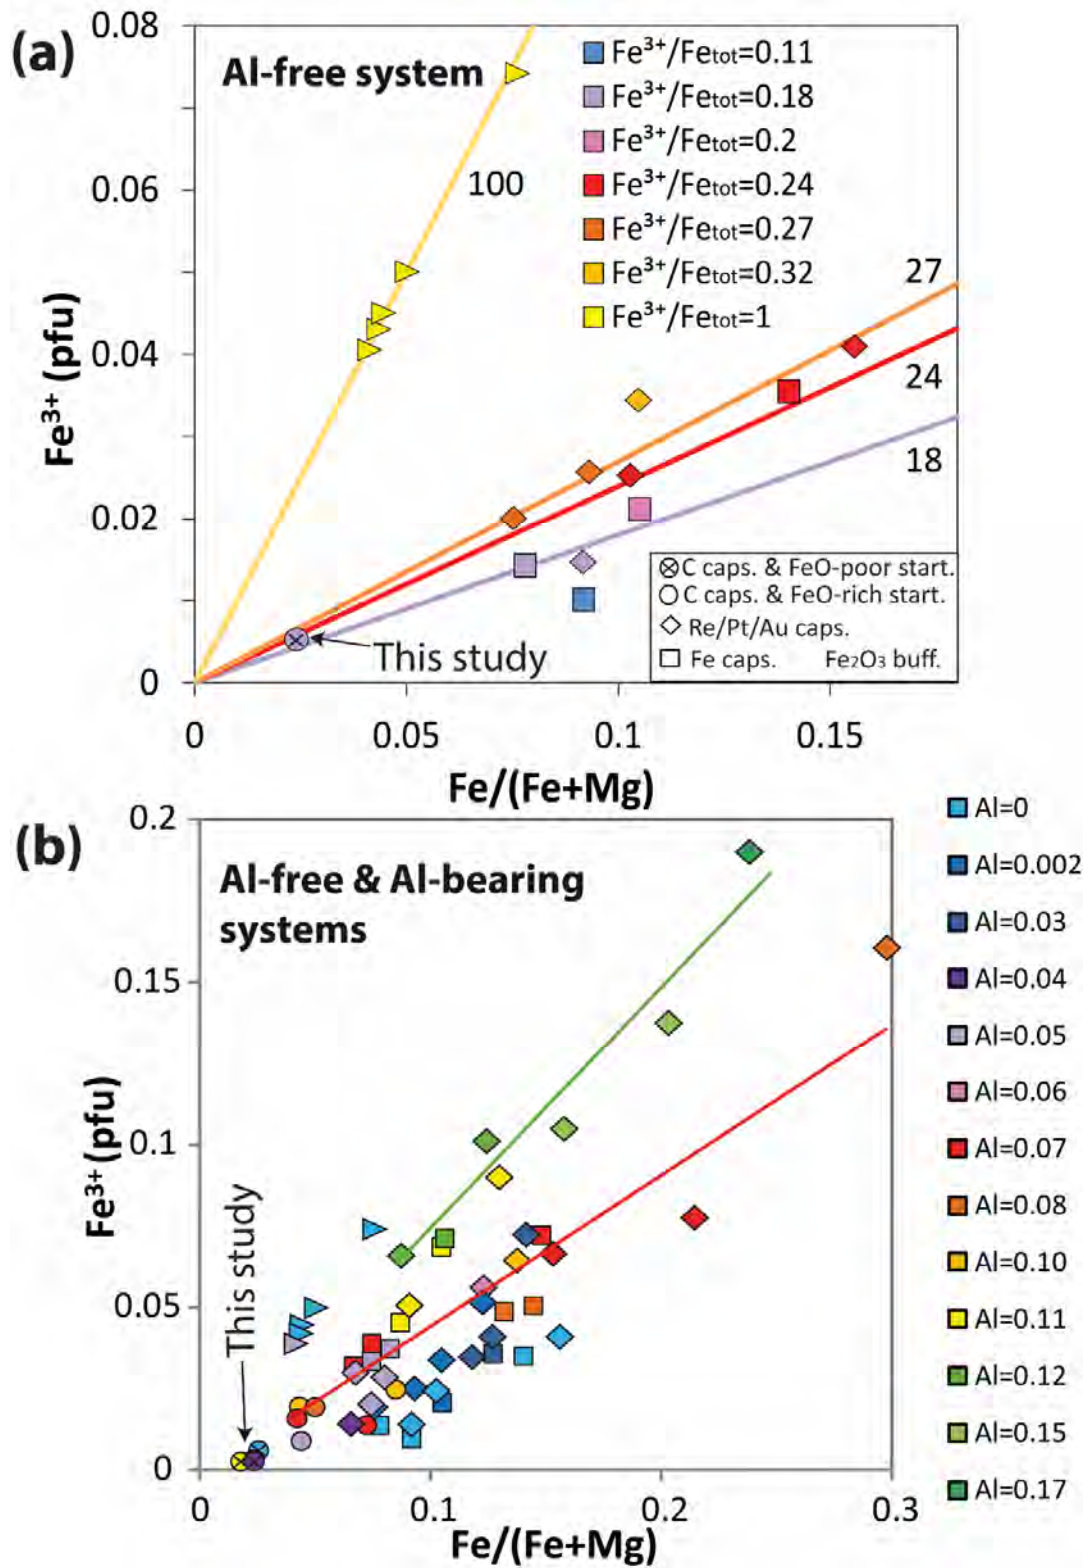 (a)
Al-free system
0.08
0.06
0.04
0.02
0
Fe³⁺ (pfu)
Fe³⁺/Fetot=0.11
Fe³⁺/Fetot=0.18
Fe³⁺/Fetot=0.2
Fe³⁺/Fetot=0.24
Fe³⁺/Fetot=0.27
Fe³⁺/Fetot=0.32
Fe³⁺/Fetot=1
100
27
24
18
This study
C caps. & FeO-poor start.
C caps. & FeO-rich start.
Re/Pt/Au caps.
Fe caps. Fe₂O₃ buff.
0 0.05 0.1 0.15
Fe/(Fe+Mg)
(b)
Al-free & Al-bearing
systems
0.2
0.15
0.1
0.05
0
Fe³⁺ (pfu)
This study
0 0.1 0.2 0.3
Fe/(Fe+Mg)
Al=0
Al=0.002
Al=0.03
Al=0.04
Al=0.05
Al=0.06
Al=0.07
Al=0.08
Al=0.10
Al=0.11
Al=0.12
Al=0.15
Al=0.17